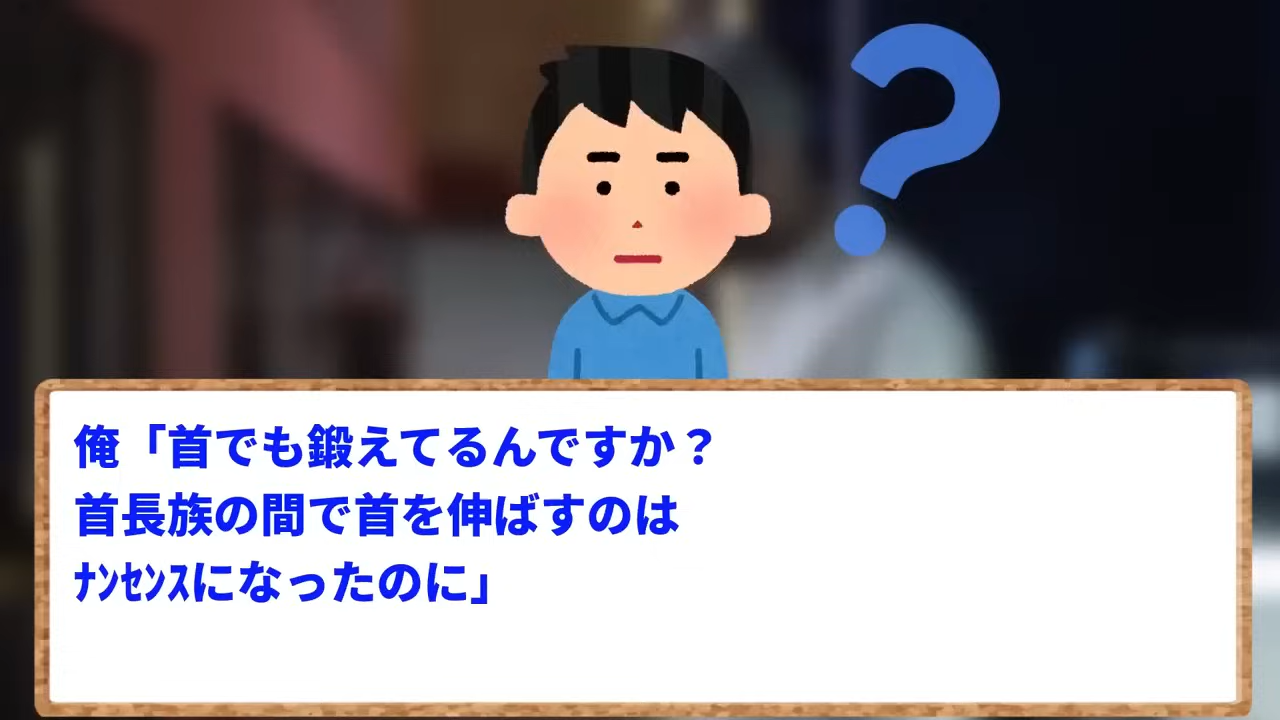 俺「首でも鍛えてるんですか？
首長族の間で首を伸ばすのは
ﾅﾝｾﾝｽになったのに」